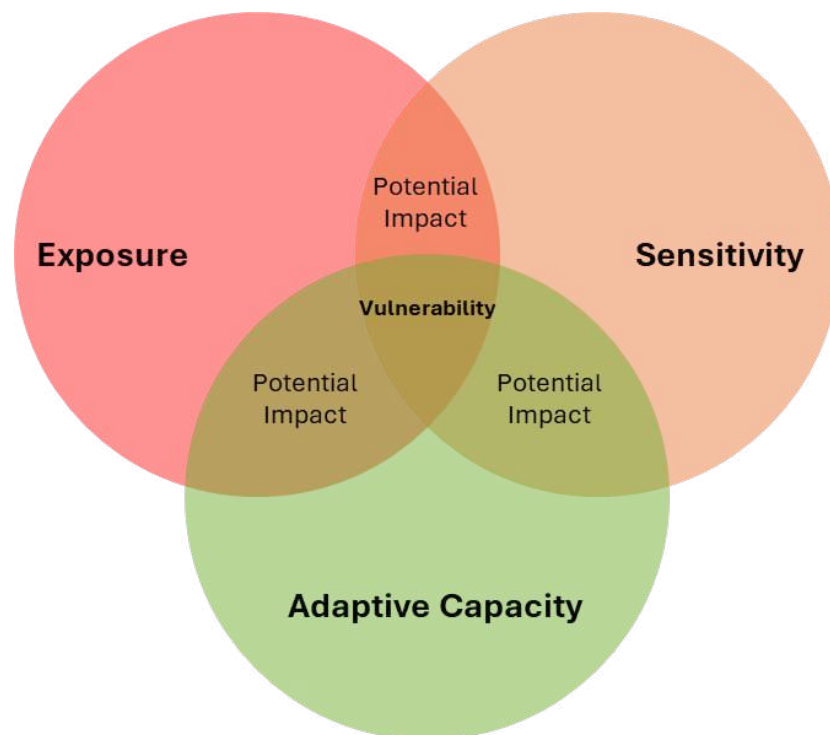 Potential
Impact
Exposure
Sensitivity
Vulnerability
Potential
Impact
Potential
Impact
Adaptive Capacity